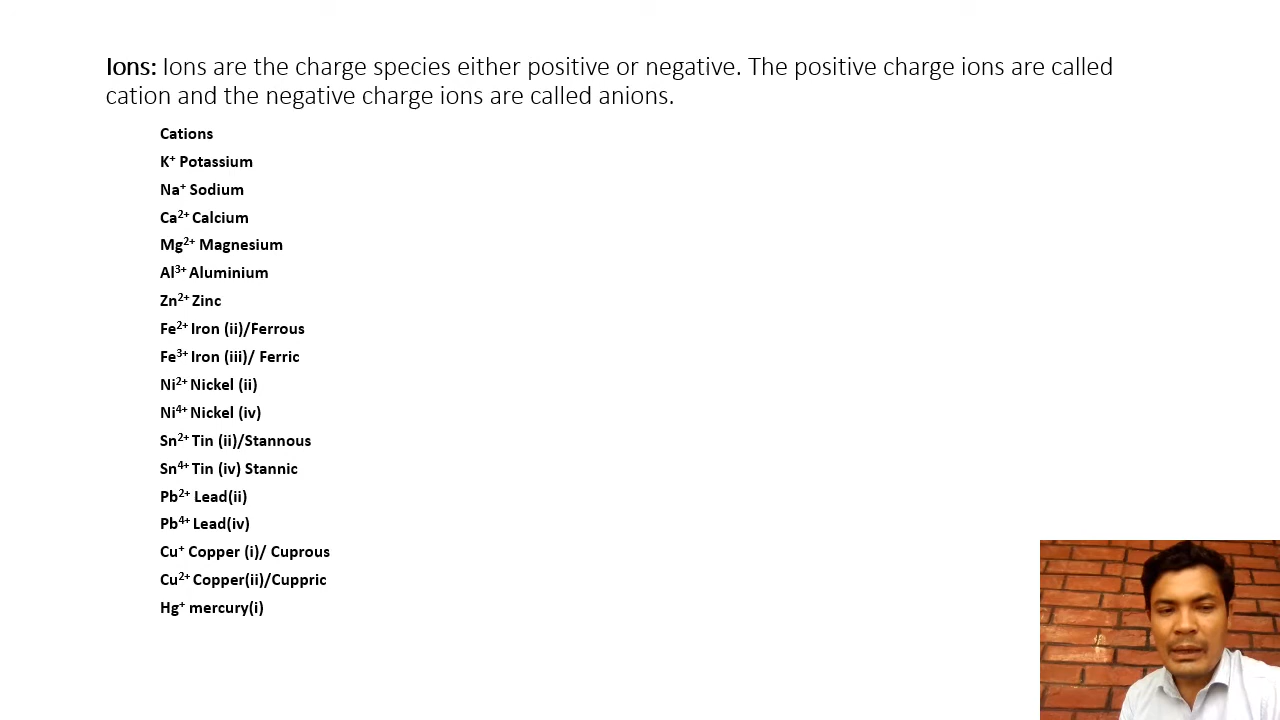 Ions: Ions are the charge species either positive or negative. The positive charge ions are called
cation and the negative charge ions are called anions.
Cations
K⁺ Potassium
Na⁺ Sodium
Ca²⁺ Calcium
Mg²⁺ Magnesium
Al³⁺ Aluminium
Zn²⁺ Zinc
Fe²⁺ Iron (ii)/Ferrous
Fe³⁺ Iron (iii)/ Ferric
Ni²⁺ Nickel (ii)
Ni⁴⁺ Nickel (iv)
Sn²⁺ Tin (ii)/Stannous
Sn⁴⁺ Tin (iv) Stannic
Pb²⁺ Lead(ii)
Pb⁴⁺ Lead(iv)
Cu⁺ Copper (i)/ Cuprous
Cu²⁺ Copper(ii)/Cuppric
Hg⁺ mercury(i)